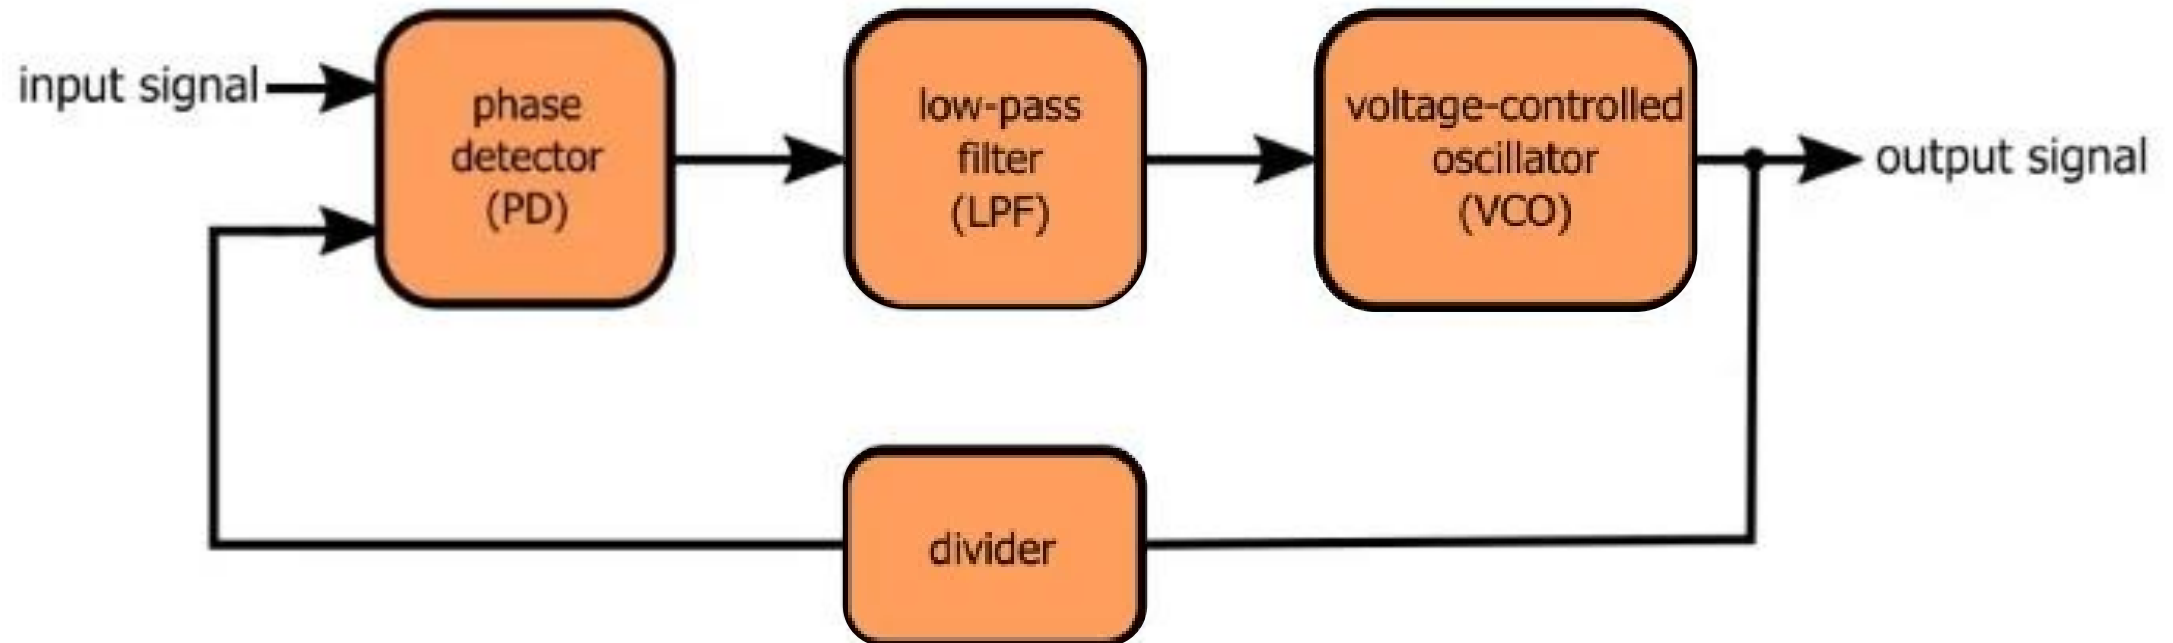 input signal
phase
detector
(PD)
low-pass
filter
(LPF)
voltage-controlled
oscillator
(VCO)
output signal
divider